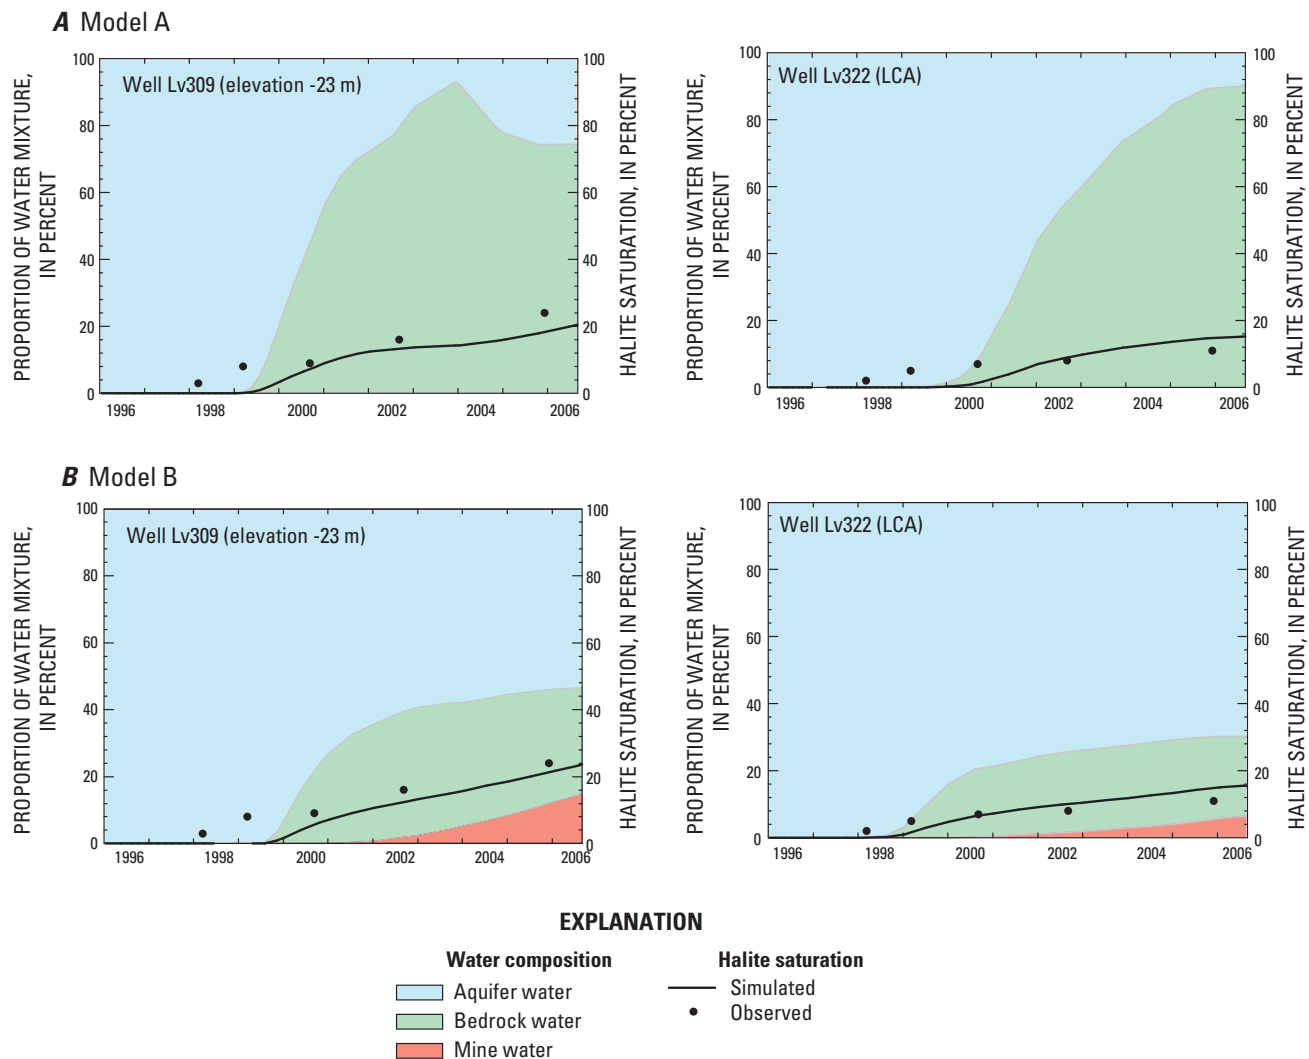 A Model A
PROPORTION OF WATER MIXTURE,
IN PERCENT
100
80
60
40
20
0
Well Lv309 (elevation -23 m)
1996 1998 2000 2002 2004 2006
100
80
60
40
20
0
HALITE SATURATION, IN PERCENT
PROPORTION OF WATER MIXTURE,
IN PERCENT
100
80
60
40
20
0
Well Lv322 (LCA)
1996 1998 2000 2002 2004 2006
100
80
60
40
20
0
HALITE SATURATION, IN PERCENT
B Model B
PROPORTION OF WATER MIXTURE,
IN PERCENT
100
80
60
40
20
0
Well Lv309 (elevation -23 m)
1996 1998 2000 2002 2004 2006
100
80
60
40
20
0
HALITE SATURATION, IN PERCENT
PROPORTION OF WATER MIXTURE,
IN PERCENT
100
80
60
40
20
0
Well Lv322 (LCA)
1996 1998 2000 2002 2004 2006
100
80
60
40
20
0
HALITE SATURATION, IN PERCENT
EXPLANATION
Water composition
Aquifer water
Bedrock water
Mine water
Halite saturation
Simulated
Observed